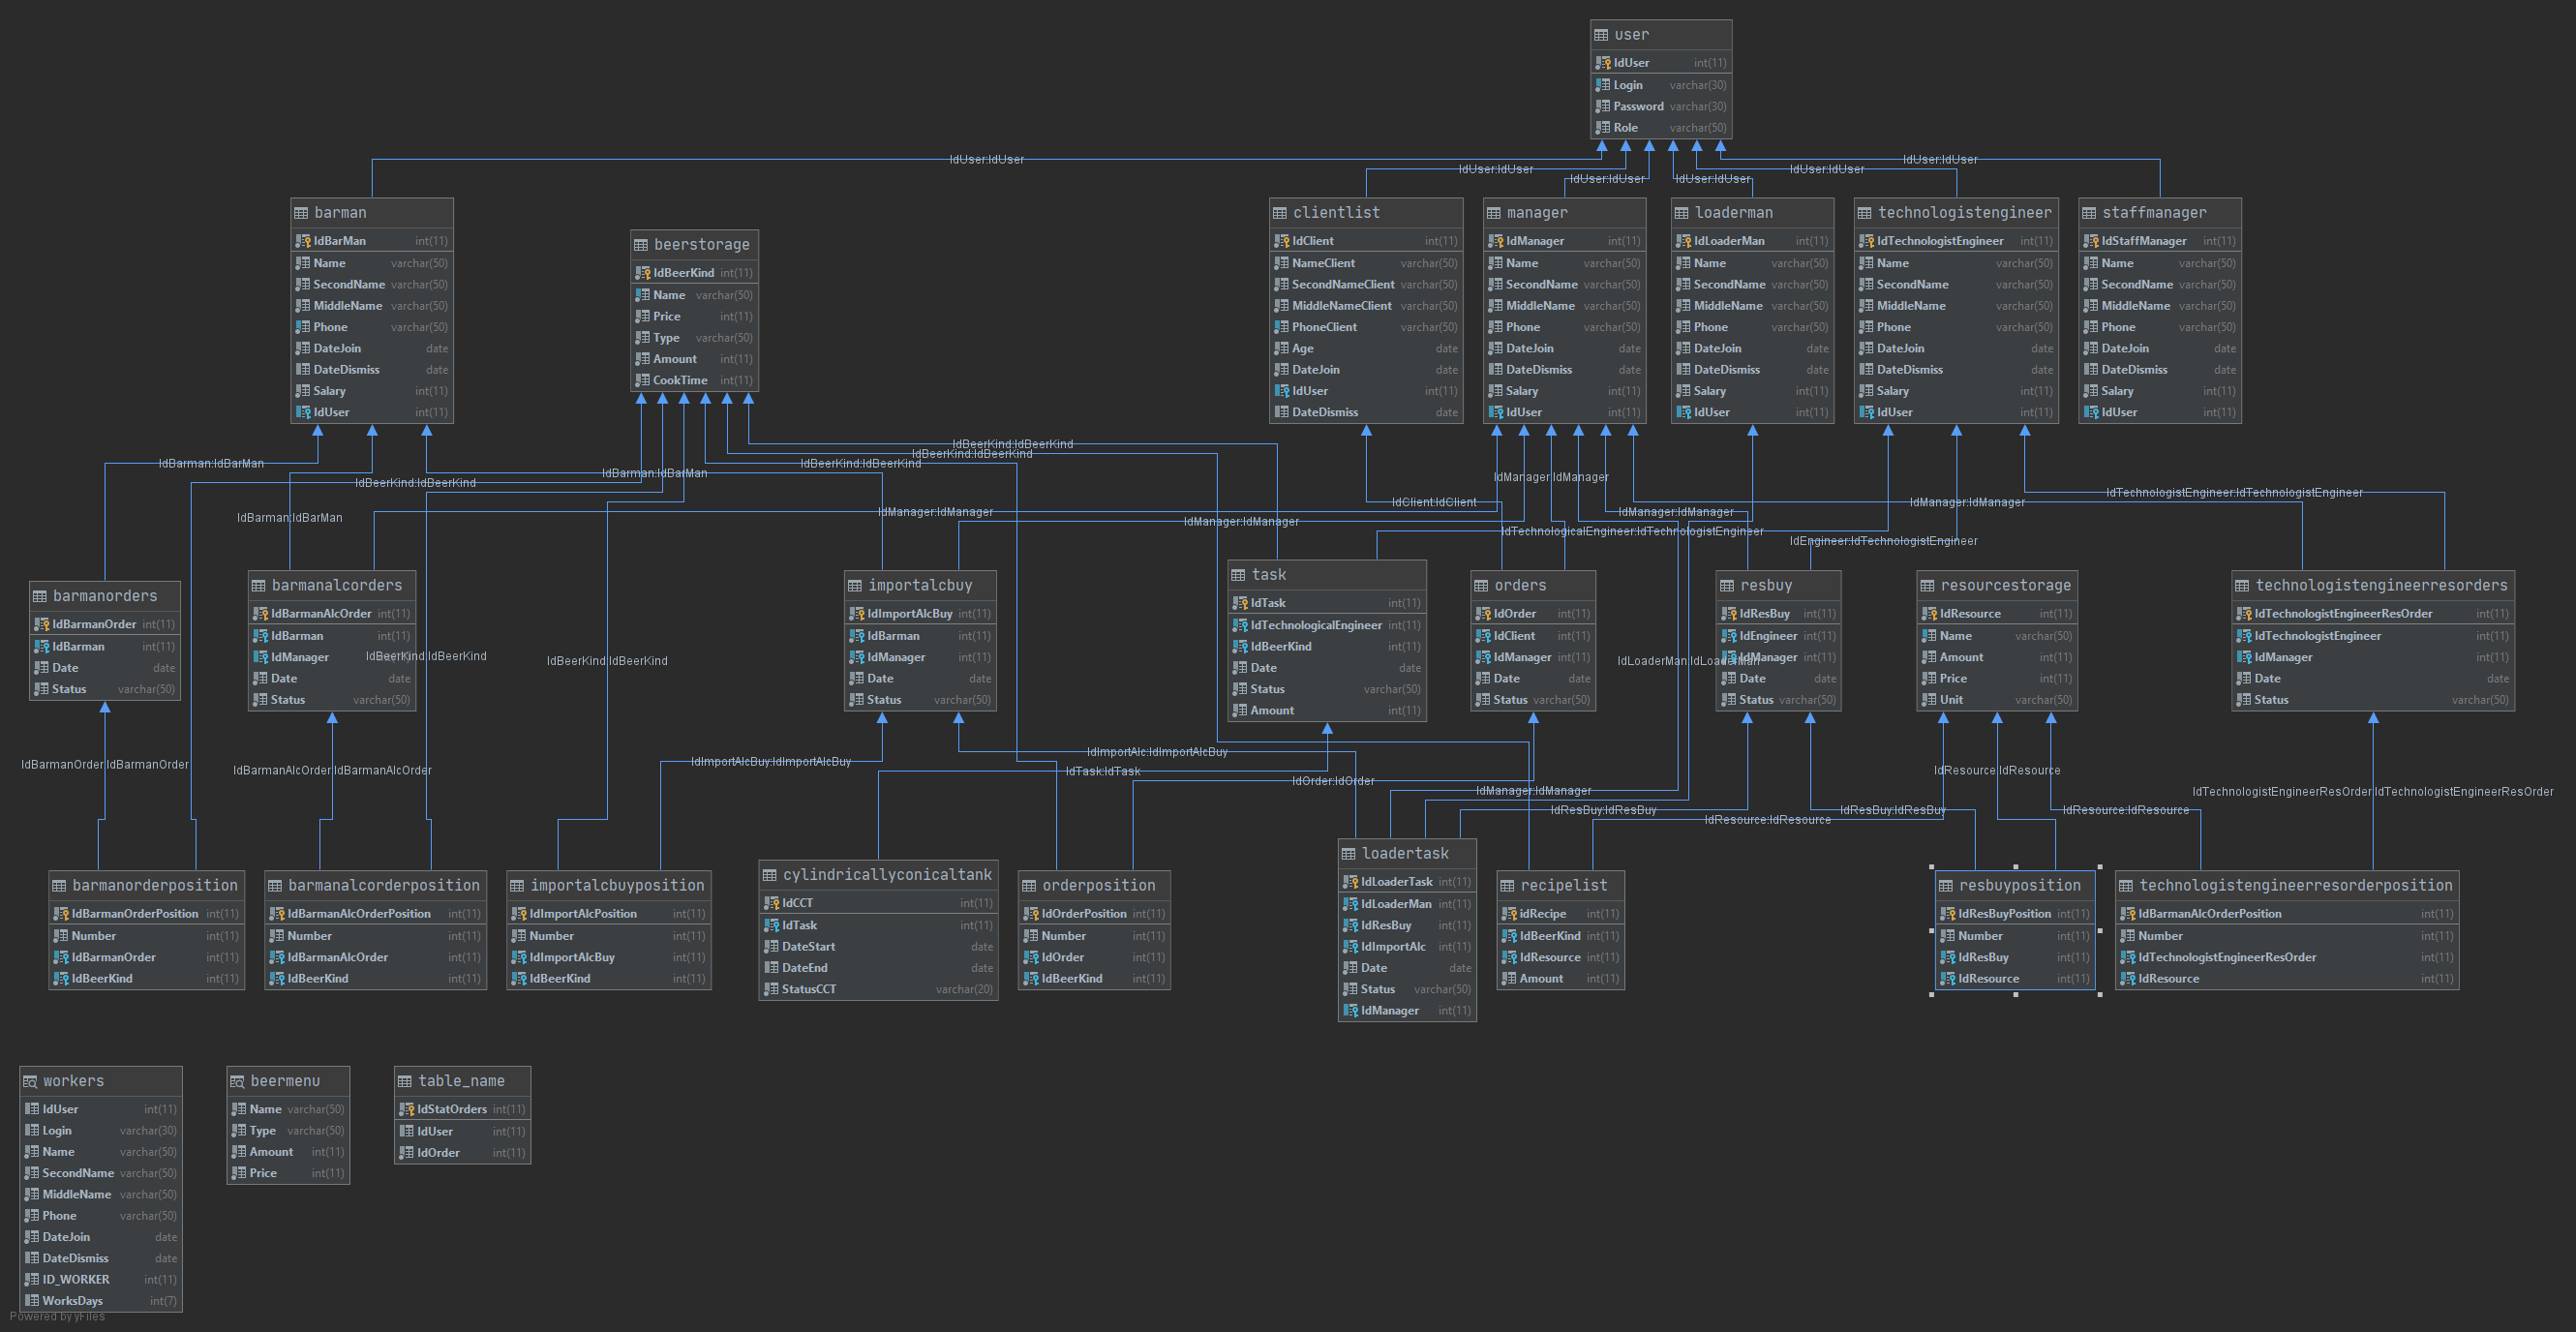 user
IdUser int(11)
Login varchar(30)
Password varchar(30)
Role varchar(50)
IdUser:IdUser
IdUser:IdUser
IdUser:IdUser
IdUser:IdUser
IdUser:IdUser
IdUser:IdUser
barman
IdBarMan int(11)
Name varchar(50)
SecondName varchar(50)
MiddleName varchar(50)
Phone varchar(50)
DateJoin date
DateDismiss date
Salary int(11)
IdUser int(11)
beerstorage
IdBeerKind int(11)
Name varchar(50)
Price int(11)
Type varchar(50)
Amount int(11)
CookTime int(11)
clientlist
IdClient int(11)
NameClient varchar(50)
SecondNameClient varchar(50)
MiddleNameClient varchar(50)
PhoneClient varchar(50)
Age date
DateJoin date
IdUser int(11)
DateDismiss date
manager
IdManager int(11)
Name varchar(50)
SecondName varchar(50)
MiddleName varchar(50)
Phone varchar(50)
DateJoin date
DateDismiss date
Salary int(11)
IdUser int(11)
loaderman
IdLoaderMan int(11)
Name varchar(50)
SecondName varchar(50)
MiddleName varchar(50)
Phone varchar(50)
DateJoin date
DateDismiss date
Salary int(11)
IdUser int(11)
technologistengineer
IdTechnologistEngineer int(11)
Name varchar(50)
SecondName varchar(50)
MiddleName varchar(50)
Phone varchar(50)
DateJoin date
DateDismiss date
Salary int(11)
IdUser int(11)
staffmanager
IdStaffManager int(11)
Name varchar(50)
SecondName varchar(50)
MiddleName varchar(50)
Phone varchar(50)
DateJoin date
DateDismiss date
Salary int(11)
IdUser int(11)
IdBeerKind:IdBeerKind
IdBeerKind:IdBeerKind
IdBarman:IdBarMan
IdBeerKind:IdBeerKind
IdBarman:IdBarMan
IdManager:IdManager
IdBeerKind:IdBeerKind
IdTechnologistEngineer:IdTechnologistEngineer
IdClient:IdClient
IdManager:IdManager
IdBarman:IdBarMan
IdManager:IdManager
IdManager:IdManager
IdManager:IdManager
IdTechnologicalEngineer:IdTechnologistEngineer
IdEngineer:IdTechnologistEngineer
barmanorders
IdBarmanOrder int(11)
IdBarman int(11)
Date date
Status varchar(50)
barmanalcorders
IdBarmanAlcOrder int(11)
IdBarman int(11)
IdManager
Date date
Status varchar(50)
IdBeerKind:IdBeerKind
IdBeerKind:IdBeerKind
importalcbuy
IdImportAlcBuy int(11)
IdBarman int(11)
IdManager int(11)
Date date
Status varchar(50)
task
IdTask int(11)
IdTechnologicalEngineer int(11)
IdBeerKind int(11)
Date date
Status varchar(50)
Amount int(11)
orders
IdOrder int(11)
IdClient int(11)
IdManager int(11)
Date date
Status varchar(50)
resbuy
IdResBuy int(11)
IdEngineer int(11)
IdManager int(11)
Date date
Status varchar(50)
IdLoaderMan:IdLoaderMan
resourcestorage
IdResource int(11)
Name varchar(50)
Amount int(11)
Price int(11)
Unit varchar(50)
technologistengineerresorders
IdTechnologistEngineerResOrder int(11)
IdTechnologistEngineer int(11)
IdManager int(11)
Date date
Status varchar(50)
IdBarmanOrder:IdBarmanOrder
IdBarmanAlcOrder:IdBarmanAlcOrder
IdImportAlcBuy:IdImportAlcBuy
IdImportAlc:IdImportAlcBuy
IdTask:IdTask
IdOrder:IdOrder
IdManager:IdManager
IdResource:IdResource
IdTechnologistEngineerResOrder:IdTechnologistEngineerResOrder
IdResBuy:IdResBuy
IdResBuy:IdResBuy
IdResource:IdResource
IdResource:IdResource
barmanorderposition
IdBarmanOrderPosition int(11)
Number int(11)
IdBarmanOrder int(11)
IdBeerKind int(11)
barmanalcorderposition
IdBarmanAlcOrderPosition int(11)
Number int(11)
IdBarmanAlcOrder int(11)
IdBeerKind int(11)
importalcbuyposition
IdImportAlcPosition int(11)
Number int(11)
IdImportAlcBuy int(11)
IdBeerKind int(11)
cylindricallyconicaltank
IdCCT int(11)
IdTask int(11)
DateStart date
DateEnd date
StatusCCT varchar(20)
orderposition
IdOrderPosition int(11)
Number int(11)
IdOrder int(11)
IdBeerKind int(11)
loadertask
IdLoaderTask int(11)
IdLoaderMan int(11)
IdResBuy int(11)
IdImportAlc int(11)
Date date
Status varchar(50)
IdManager int(11)
recipelist
idRecipe int(11)
IdBeerKind int(11)
IdResource int(11)
Amount int(11)
resbuyposition
IdResBuyPosition int(11)
Number int(11)
IdResBuy int(11)
IdResource int(11)
technologistengineerresorderposition
IdBarmanAlcOrderPosition int(11)
Number int(11)
IdTechnologistEngineerResOrder int(11)
IdResource int(11)
workers
IdUser int(11)
Login varchar(30)
Name varchar(50)
SecondName varchar(50)
MiddleName varchar(50)
Phone varchar(50)
DateJoin date
DateDismiss date
ID_WORKER int(11)
WorksDays int(7)
beermenu
Name varchar(50)
Type varchar(50)
Amount int(11)
Price int(11)
table_name
IdStatOrders int(11)
IdUser int(11)
IdOrder int(11)
Powered by yFiles